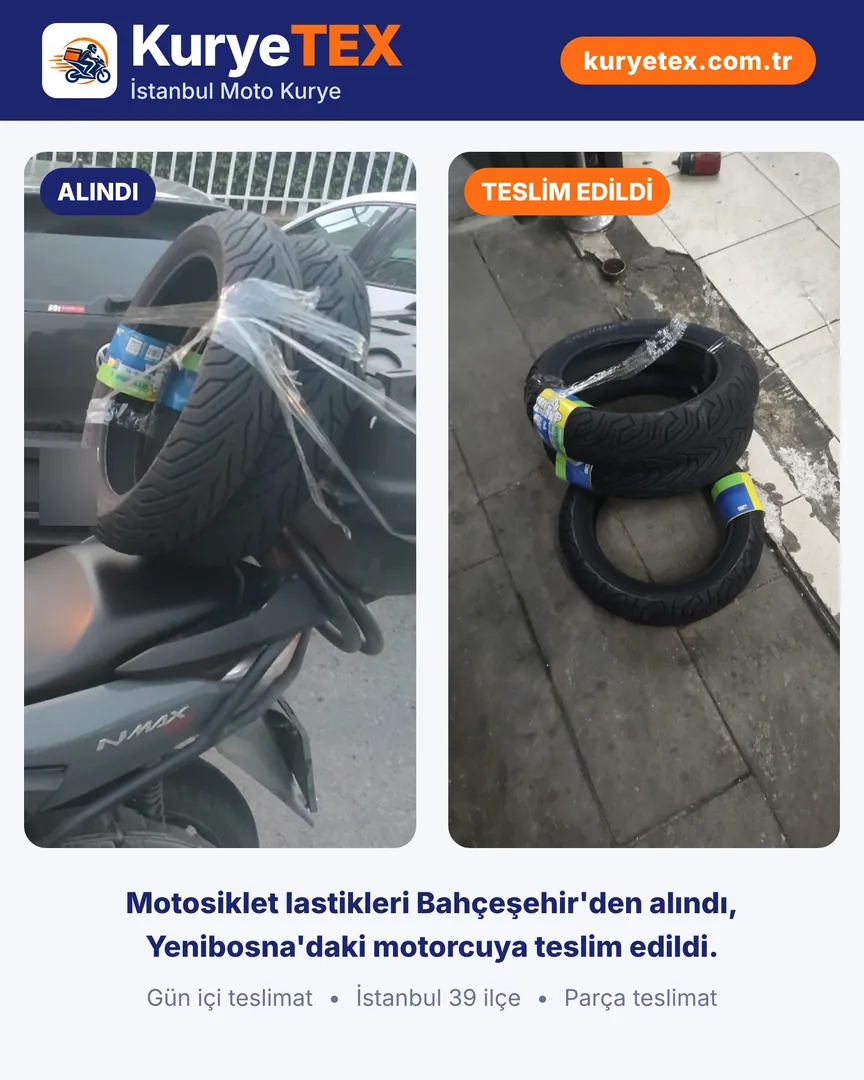 KuryeTEX
İstanbul Moto Kurye
kuryetex.com.tr
ALINDI
TESLİM EDİLDİ
NMAX
Motosiklet lastikleri Bahçeşehir'den alındı,
Yenibosna'daki motorcuya teslim edildi.
Gün içi teslimat • İstanbul 39 ilçe • Parça teslimat